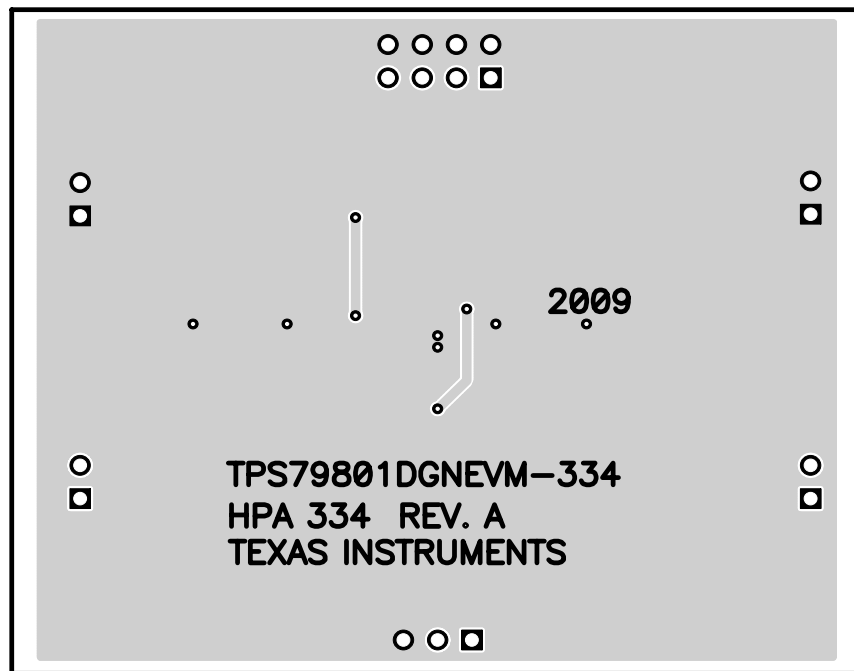 2009
TPS79801DGNEVM-334
HPA 334 REV. A
TEXAS INSTRUMENTS